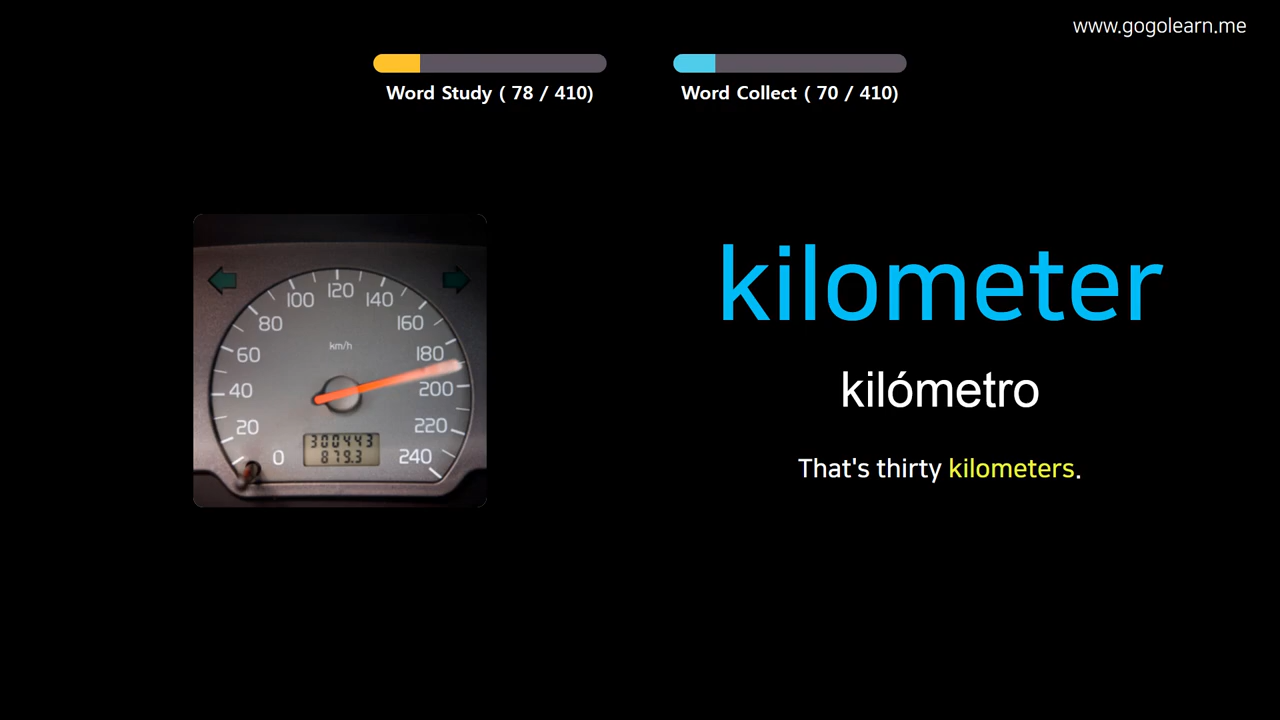 www.gogolearn.me
Word Study ( 78 / 410)
Word Collect ( 70 / 410)
kilometer
kilómetro
That's thirty kilometers.
0
20
40
60
80
100
120
140
160
180
200
220
240
km/h
300443
879.3